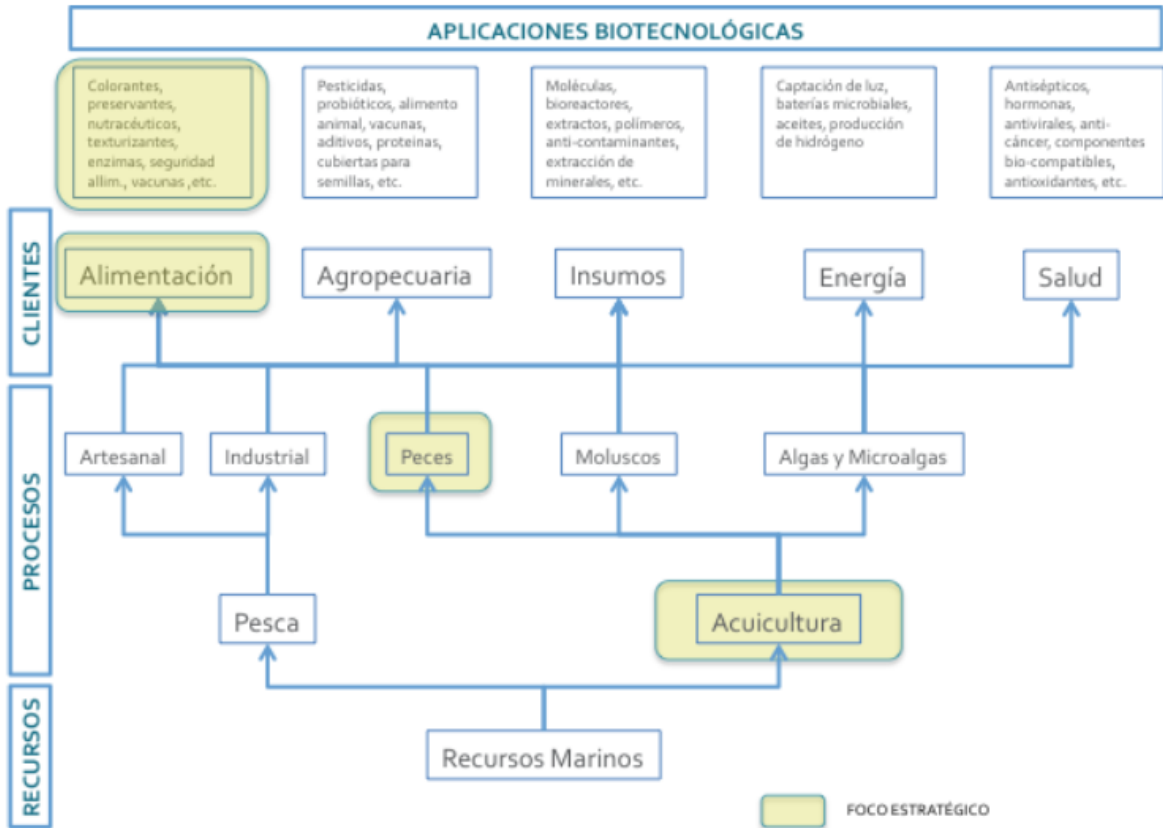 APLICACIONES BIOTECNOLÓGICAS
Colorantes,
preservantes,
nutracéuticos,
texturizantes,
enzimas, seguridad
allim., vacunas ,etc.
Pesticidas,
probióticos, alimento
animal, vacunas,
aditivos, proteinas,
cubiertas para
semillas, etc.
Moléculas,
bioreactores,
extractos, polímeros,
anti-contaminantes,
extracción de
minerales, etc.
Captación de luz,
baterías microbiales,
aceites, producción
de hidrógeno
Antisépticos,
hormonas,
antivirales, anti-
cáncer, componentes
bio-compatibles,
antioxidantes, etc.
CLIENTES
Alimentación
Agropecuaria
Insumos
Energía
Salud
PROCESOS
Artesanal
Industrial
Peces
Moluscos
Algas y Microalgas
Pesca
Acuicultura
RECURSOS
Recursos Marinos
FOCO ESTRATÉGICO